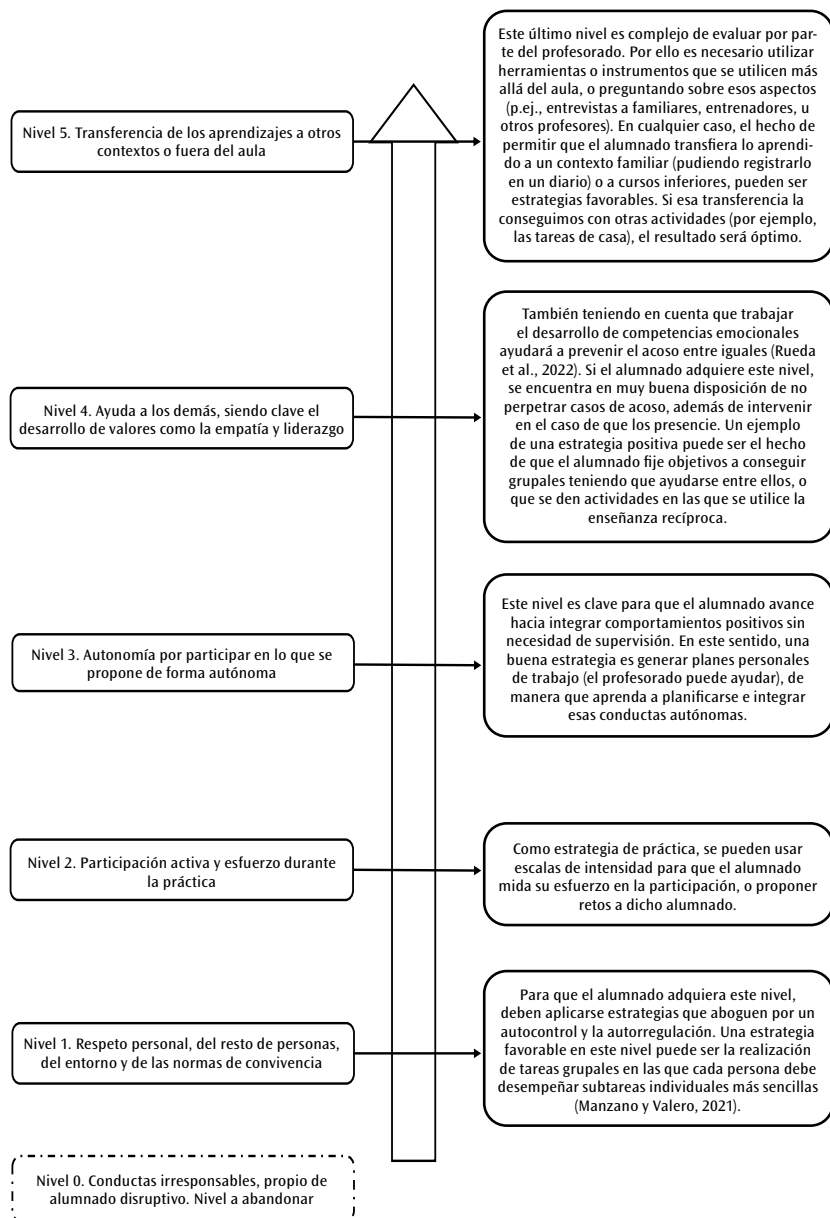 Este último nivel es complejo de evaluar por par-
te del profesorado. Por ello es necesario utilizar
herramientas o instrumentos que se utilicen más
allá del aula, o preguntando sobre esos aspectos
(p.ej., entrevistas a familiares, entrenadores, u
otros profesores). En cualquier caso, el hecho de
permitir que el alumnado transfiera lo aprendi-
do a un contexto familiar (pudiendo registrarlo
en un diario) o a cursos inferiores, pueden ser
estrategias favorables. Si esa transferencia la
conseguimos con otras actividades (por ejemplo,
las tareas de casa), el resultado será óptimo.
Nivel 5. Transferencia de los aprendizajes a otros
contextos o fuera del aula
También teniendo en cuenta que trabajar
el desarrollo de competencias emocionales
ayudará a prevenir el acoso entre iguales (Rueda
et al., 2022). Si el alumnado adquiere este nivel,
se encuentra en muy buena disposición de no
perpetrar casos de acoso, además de intervenir
en el caso de que los presencie. Un ejemplo
de una estrategia positiva puede ser el hecho
de que el alumnado fije objetivos a conseguir
grupales teniendo que ayudarse entre ellos, o
que se den actividades en las que se utilice la
enseñanza recíproca.
Nivel 4. Ayuda a los demás, siendo clave el
desarrollo de valores como la empatía y liderazgo
Este nivel es clave para que el alumnado avance
hacia integrar comportamientos positivos sin
necesidad de supervisión. En este sentido, una
buena estrategia es generar planes personales
de trabajo (el profesorado puede ayudar), de
manera que aprenda a planificarse e integrar
esas conductas autónomas.
Nivel 3. Autonomía por participar en lo que se
propone de forma autónoma
Como estrategia de práctica, se pueden usar
escalas de intensidad para que el alumnado
mida su esfuerzo en la participación, o proponer
retos a dicho alumnado.
Nivel 2. Participación activa y esfuerzo durante
la práctica
Para que el alumnado adquiera este nivel,
deben aplicarse estrategias que aboguen por un
autocontrol y la autorregulación. Una estrategia
favorable en este nivel puede ser la realización
de tareas grupales en las que cada persona debe
desempeñar subtareas individuales más sencillas
(Manzano y Valero, 2021).
Nivel 1. Respeto personal, del resto de personas,
del entorno y de las normas de convivencia
Nivel 0. Conductas irresponsables, propio de
alumnado disruptivo. Nivel a abandonar